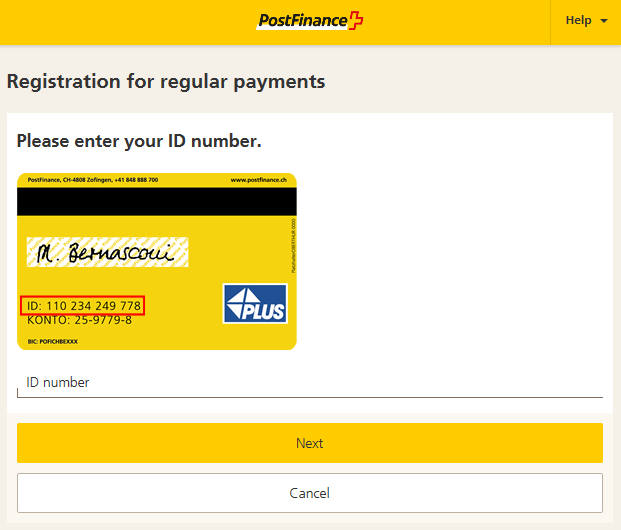 PostFinance
Help
Registration for regular payments
Please enter your ID number.
PostFinance, CH-4808 Zofingen, +41 848 888 700 www.postfinance.ch
M. Bernasconi
ID: 110 234 249 778
PLUS
KONTO: 25-9779-8
BIC: POFICHBEXXX
ID number
Next
Cancel